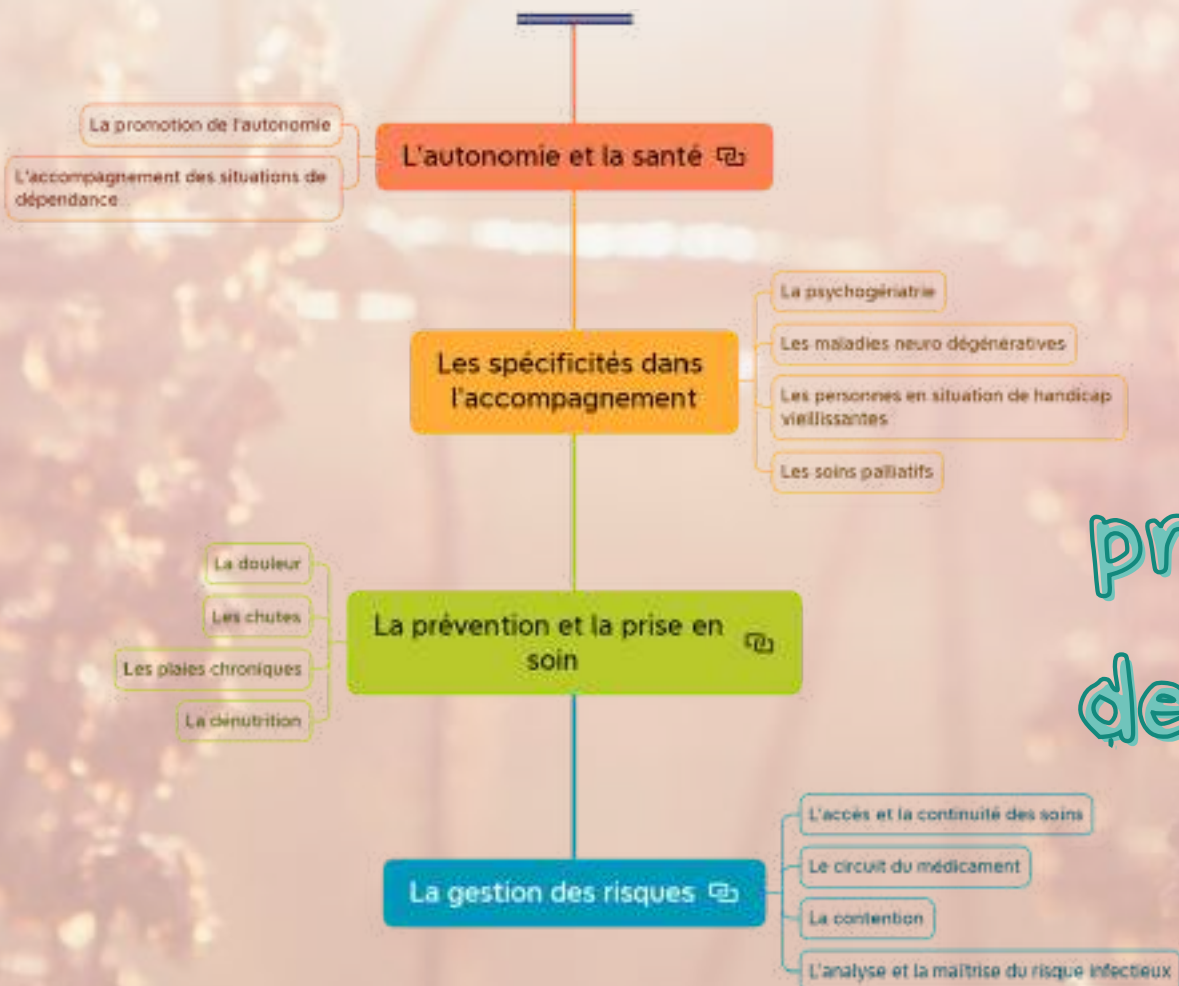 La promotion de l'autonomie
L'accompagnement des situations de
dépendance
L'autonomie et la santé
Les spécificités dans
l'accompagnement
La psychogériatrie
Les maladies neuro dégénératives
Les personnes en situation de handicap
vieillissantes
Les soins palliatifs
La douleur
Les chutes
Les plaies chroniques
La dénutrition
La prévention et la prise en
soin
pr
de
La gestion des risques
L'accès et la continuité des soins
Le circuit du médicament
La contention
L'analyse et la maîtrise du risque infectieux